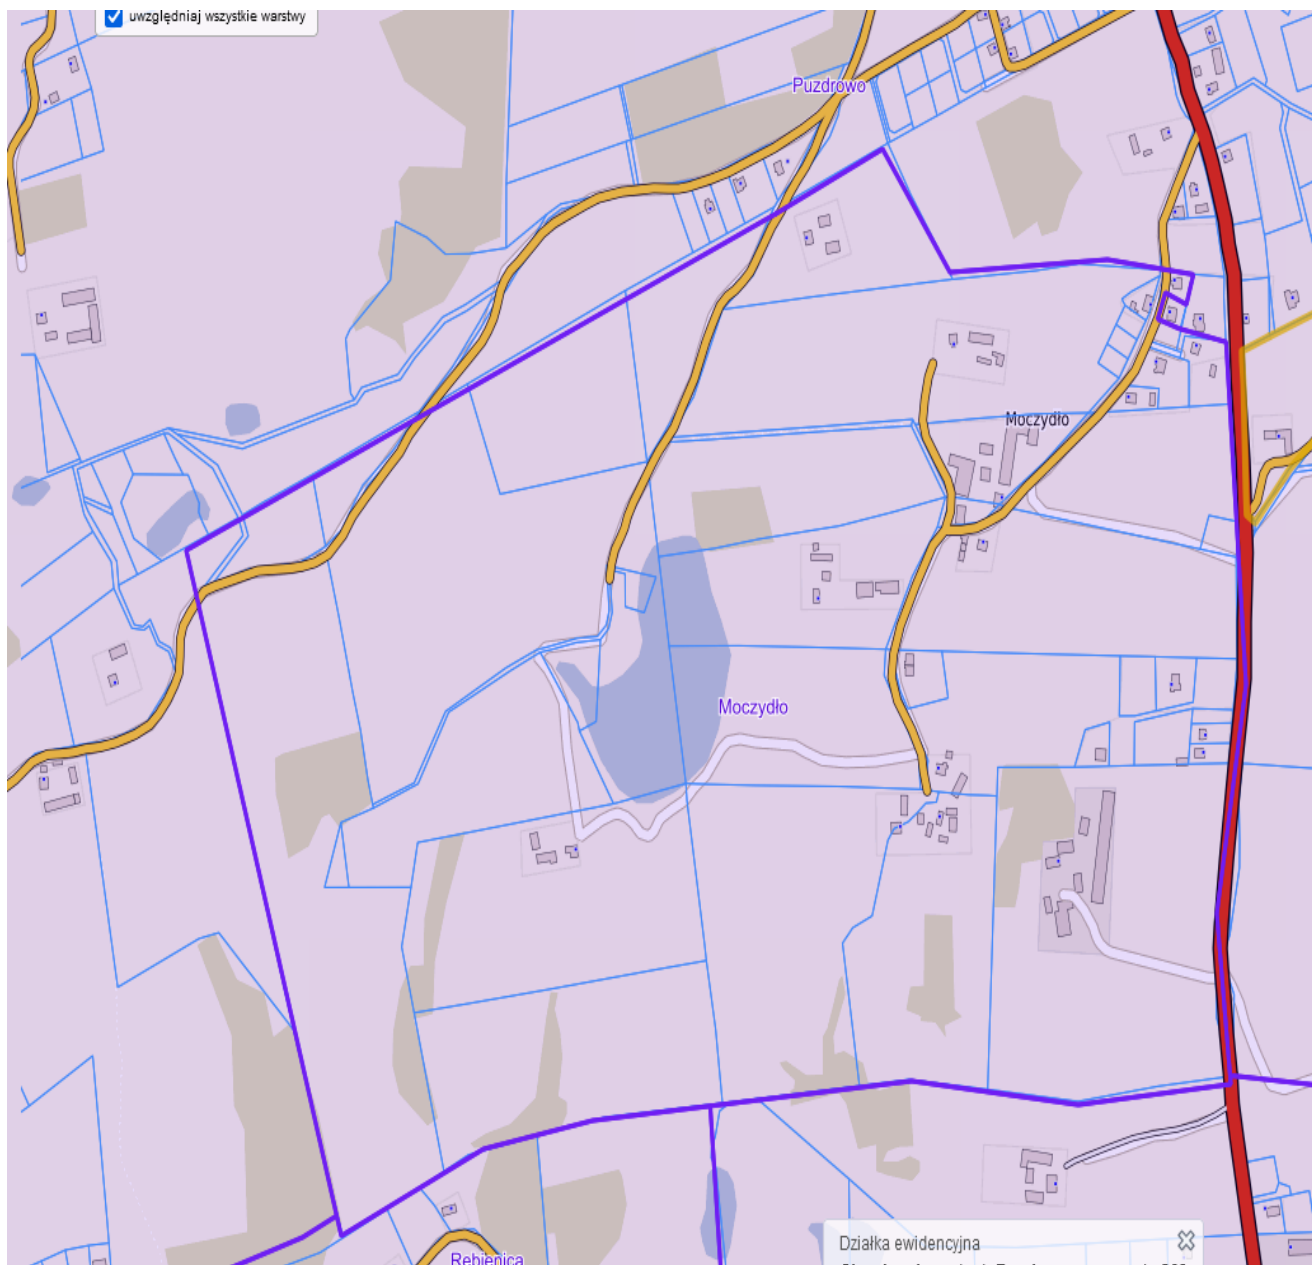 uwzględniaj wszystkie warstwy
Puzdrowo
Moczydło
Moczydło
Działka ewidencyjna
Rębienica